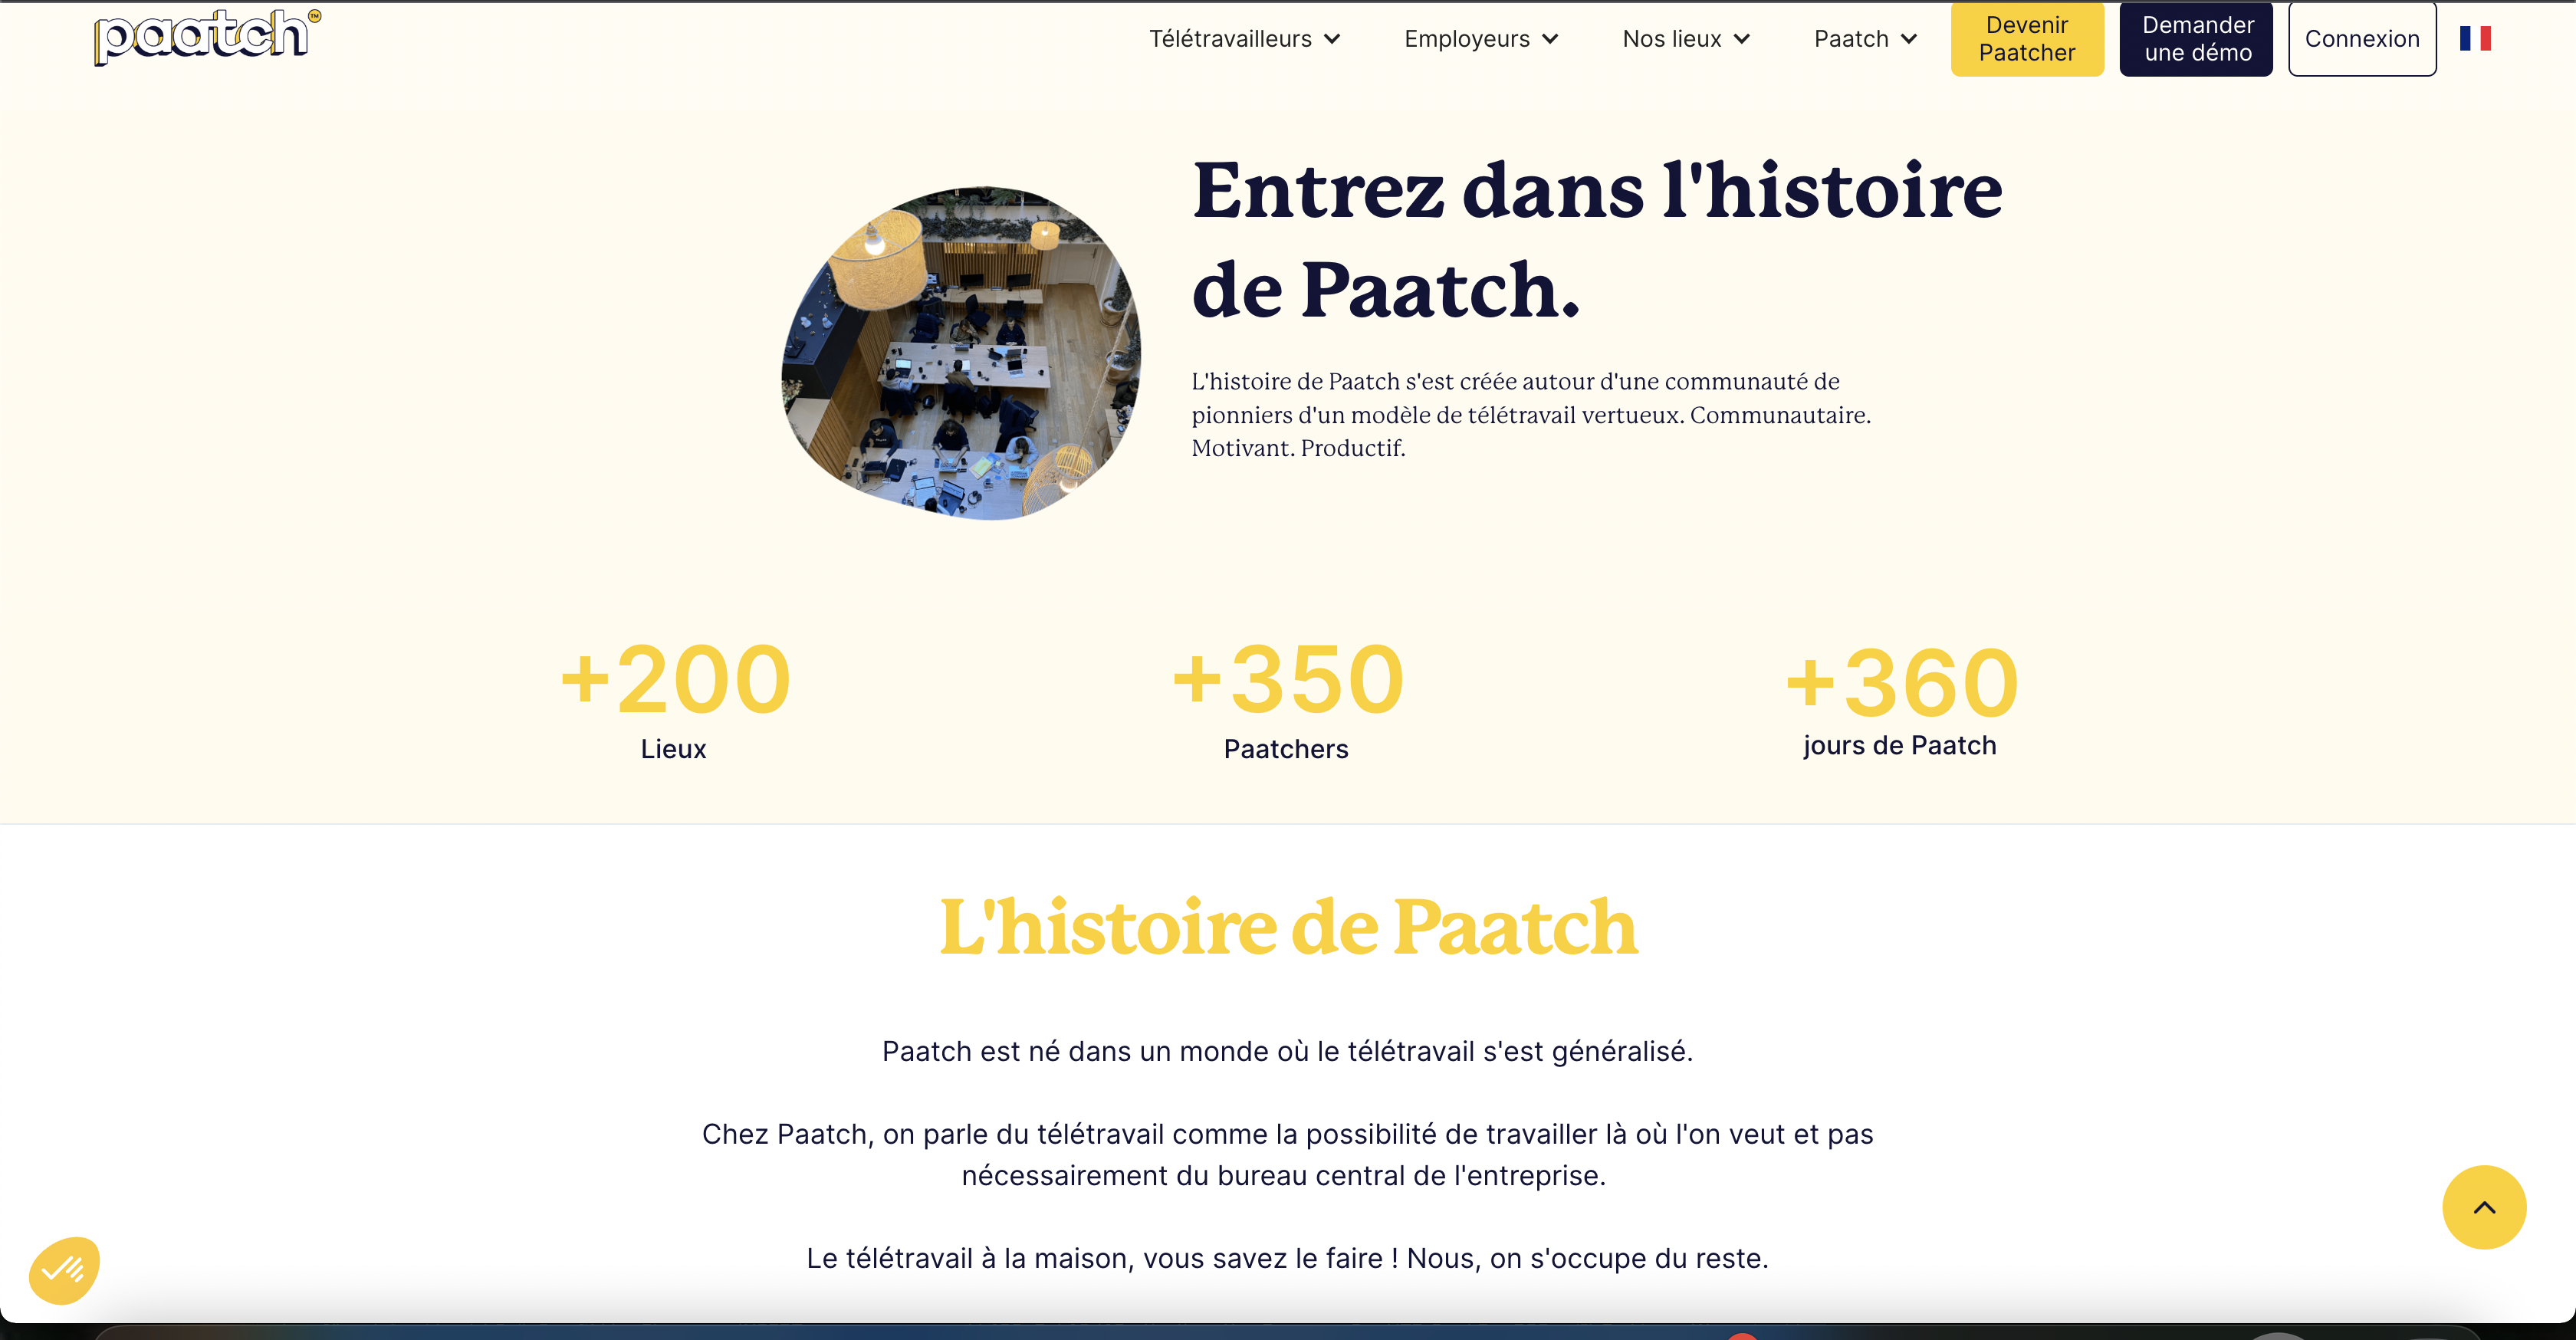 paatch™
Télétravailleurs
Employeurs
Nos lieux
Paatch
Devenir
Paatcher
Demander
une démo
Connexion
Entrez dans l'histoire
de Paatch.
L'histoire de Paatch s'est créée autour d'une communauté de
pionniers d'un modèle de télétravail vertueux. Communautaire.
Motivant. Productif.
+200
Lieux
+350
Paatchers
+360
jours de Paatch
L'histoire de Paatch
Paatch est né dans un monde où le télétravail s'est généralisé.
Chez Paatch, on parle du télétravail comme la possibilité de travailler là où l'on veut et pas
nécessairement du bureau central de l'entreprise.
Le télétravail à la maison, vous savez le faire ! Nous, on s'occupe du reste.